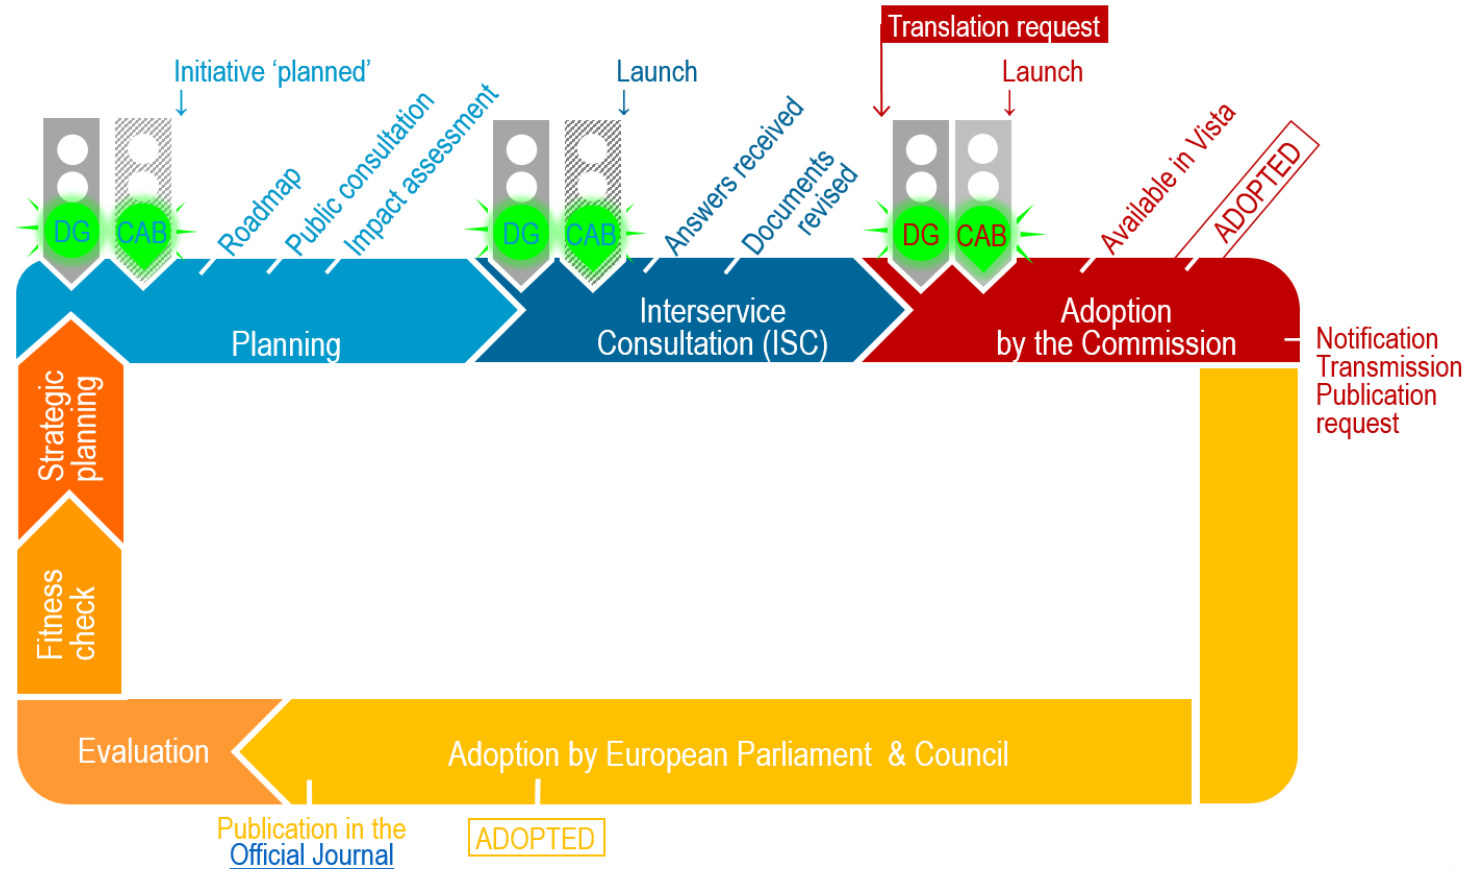 Translation request
Initiative ‘planned’
Launch
Launch
DG
CAB
Roadmap
Public consultation
Impact assessment
DG
CAB
Answers received
Documents
revised
DG
CAB
Available in Vista
ADOPTED
Planning
Interservice
Consultation (ISC)
Adoption
by the Commission
Notification
Transmission
Publication
request
Strategic
planning
Fitness
check
Evaluation
Adoption by European Parliament & Council
Publication in the
Official Journal
ADOPTED